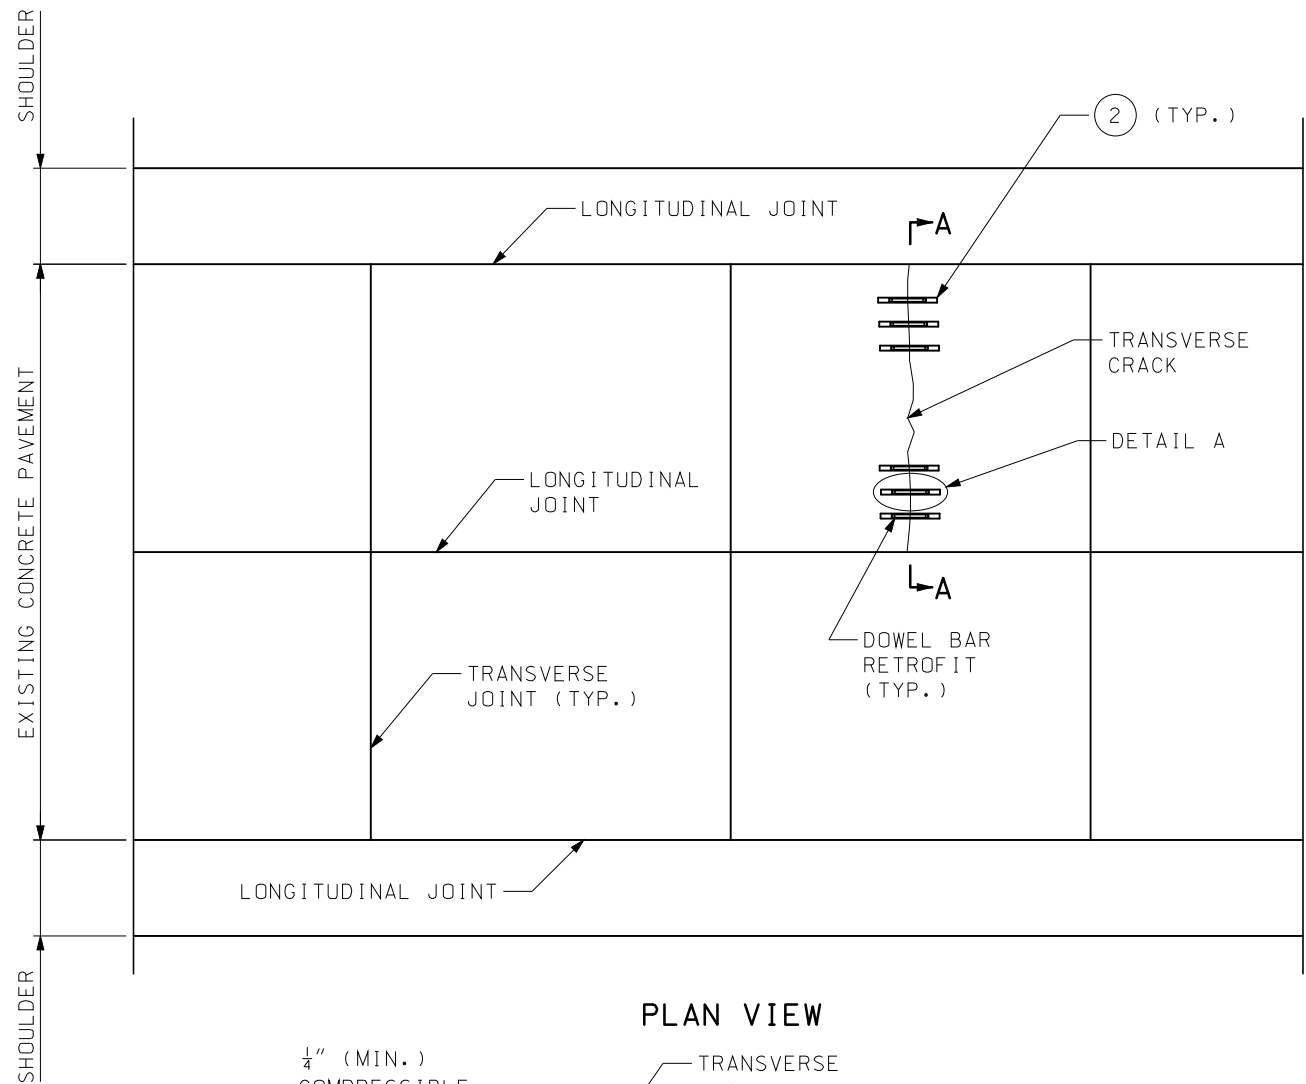 SHOULDER
2 (TYP.)
LONGITUDINAL JOINT
A
TRANSVERSE
CRACK
EXISTING CONCRETE PAVEMENT
DETAIL A
LONGITUDINAL
JOINT
A
DOWEL BAR
RETROFIT
(TYP.)
TRANSVERSE
JOINT (TYP.)
LONGITUDINAL JOINT
SHOULDER
PLAN VIEW
1/4" (MIN.)
COMPRESSIBLE
TRANSVERSE